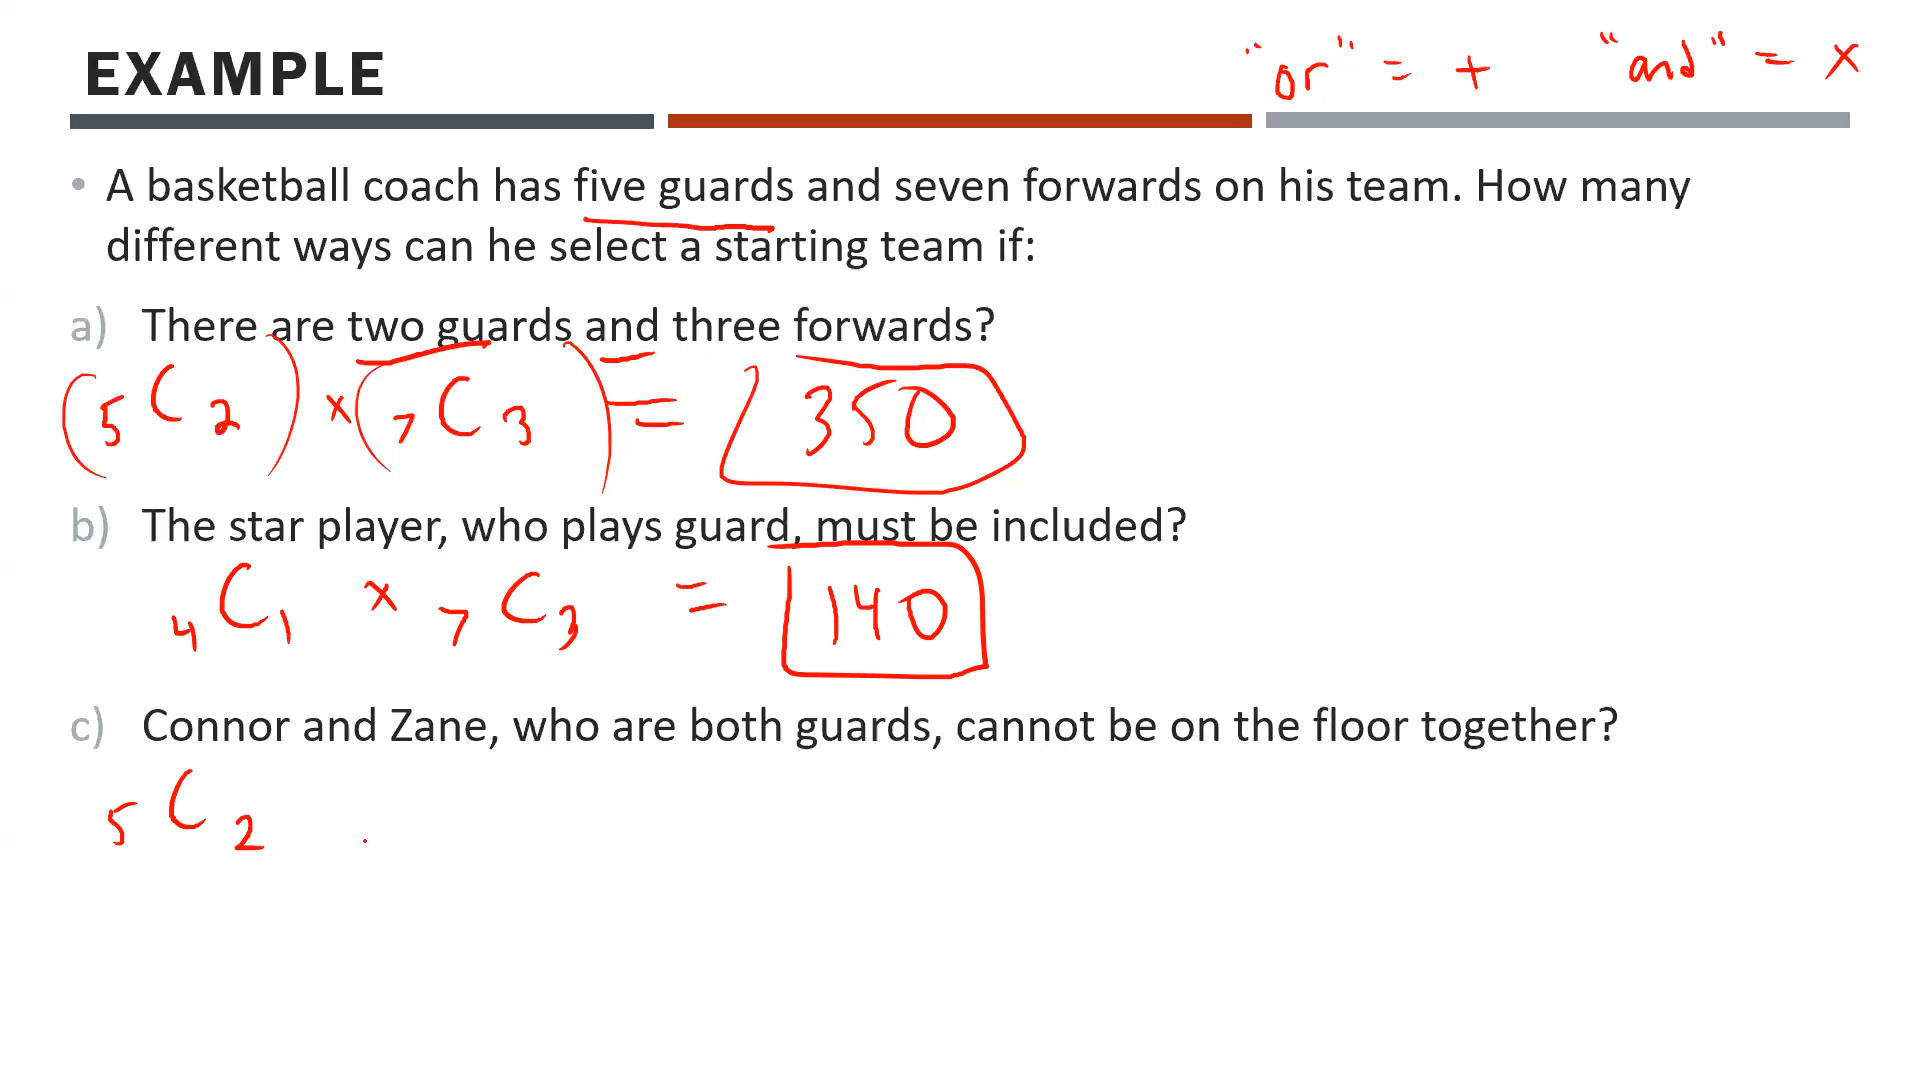 EXAMPLE "or" = + "and" = x
• A basketball coach has five guards and seven forwards on his team. How many
different ways can he select a starting team if:
a) There are two guards and three forwards?
(5C2) x (7C3) = 350
b) The star player, who plays guard, must be included?
4C1 x 7C3 = 140
c) Connor and Zane, who are both guards, cannot be on the floor together?
5C2